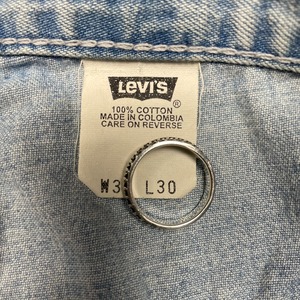 LEVI'S
®
100% COTTON
MADE IN COLOMBIA
CARE ON REVERSE
L30